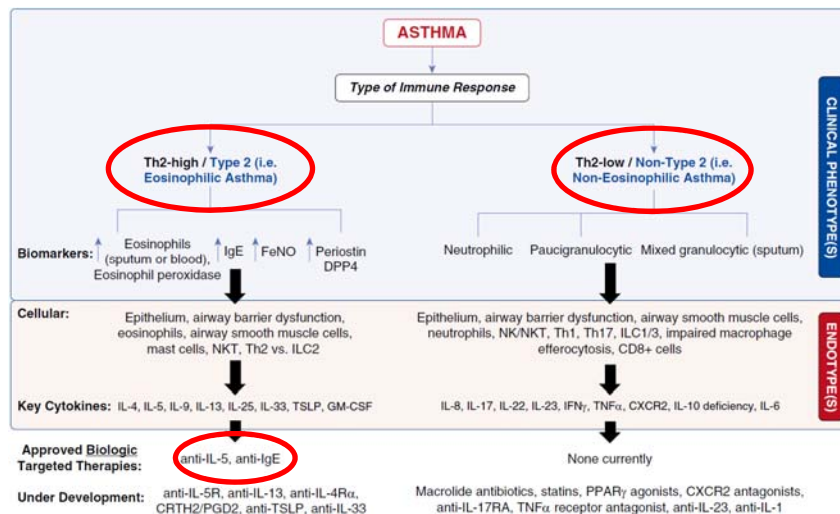 ASTHMA
Type of Immune Response
Th2-high / Type 2 (i.e.
Eosinophilic Asthma)
Th2-low / Non-Type 2 (i.e.
Non-Eosinophilic Asthma)
CLINICAL PHENOTYPE(S)
Biomarkers:
Eosinophils
(sputum or blood),
Eosinophil peroxidase
IgE
FeNO
Periostin
DPP4
Neutrophilic
Paucigranulocytic
Mixed granulocytic (sputum)
Cellular:
Epithelium, airway barrier dysfunction,
eosinophils, airway smooth muscle cells,
mast cells, NKT, Th2 vs. ILC2
Epithelium, airway barrier dysfunction, airway smooth muscle cells,
neutrophils, NK/NKT, Th1, Th17, ILC1/3, impaired macrophage
efferocytosis, CD8+ cells
ENDOTYPE(S)
Key Cytokines: IL-4, IL-5, IL-9, IL-13, IL-25, IL-33, TSLP, GM-CSF
IL-8, IL-17, IL-22, IL-23, IFNγ, TNFα, CXCR2, IL-10 deficiency, IL-6
Approved Biologic
Targeted Therapies:
anti-IL-5, anti-IgE
None currently
Under Development:
anti-IL-5R, anti-IL-13, anti-IL-4Rα,
CRTH2/PGD2, anti-TSLP, anti-IL-33
Macrolide antibiotics, statins, PPARγ agonists, CXCR2 antagonists,
anti-IL-17RA, TNFα receptor antagonist, anti-IL-23, anti-IL-1